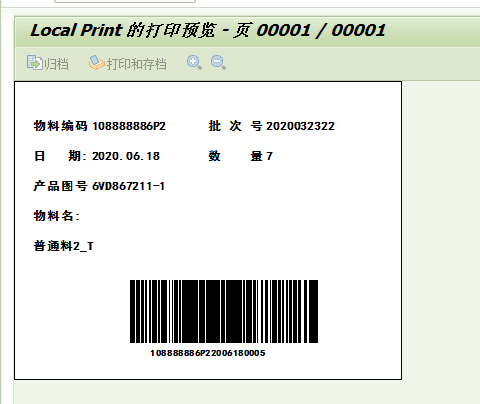 Local Print 的打印预览 - 页 00001 / 00001
归档 打印和存档
物料编码 108888886P2 批 次 号 2020032322
日 期: 2020.06.18 数 量 7
产品图号 6VD867211-1
物料名:
普通料2_T
108888886P22006180005